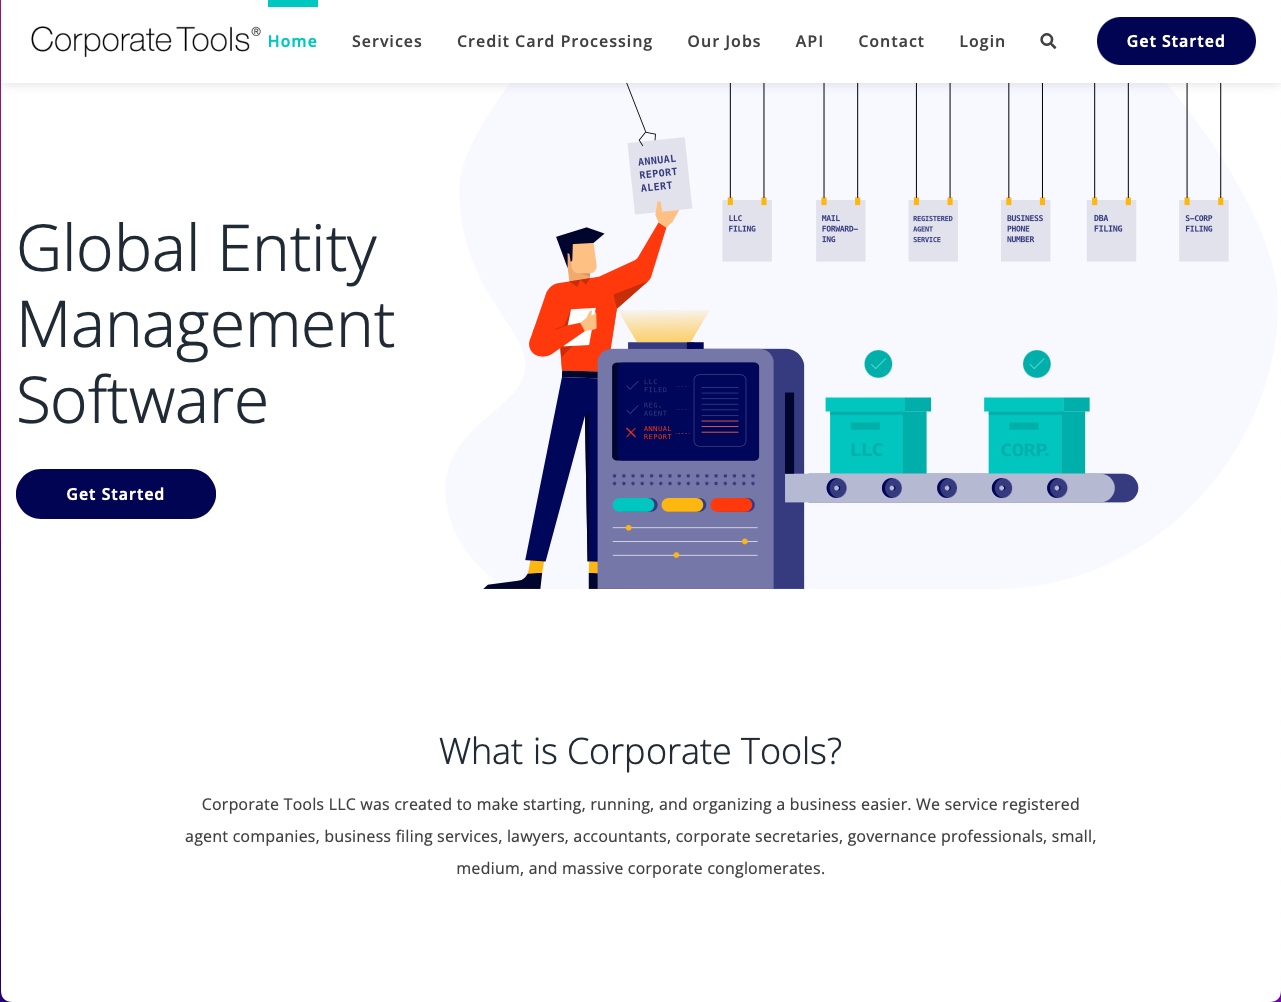 Corporate Tools®
Home Services Credit Card Processing Our Jobs API Contact Login Get Started
ANNUAL
REPORT
ALERT
LLC
FILING
MAIL
FORWARD–
ING
REGISTERED
AGENT
SERVICE
BUSINESS
PHONE
NUMBER
DBA
FILING
S–CORP
FILING
Global Entity
Management
Software
Get Started
LLC
FILED
REG.
AGENT
ANNUAL
REPORT
LLC
CORP.
What is Corporate Tools?
Corporate Tools LLC was created to make starting, running, and organizing a business easier. We service registered
agent companies, business filing services, lawyers, accountants, corporate secretaries, governance professionals, small,
medium, and massive corporate conglomerates.